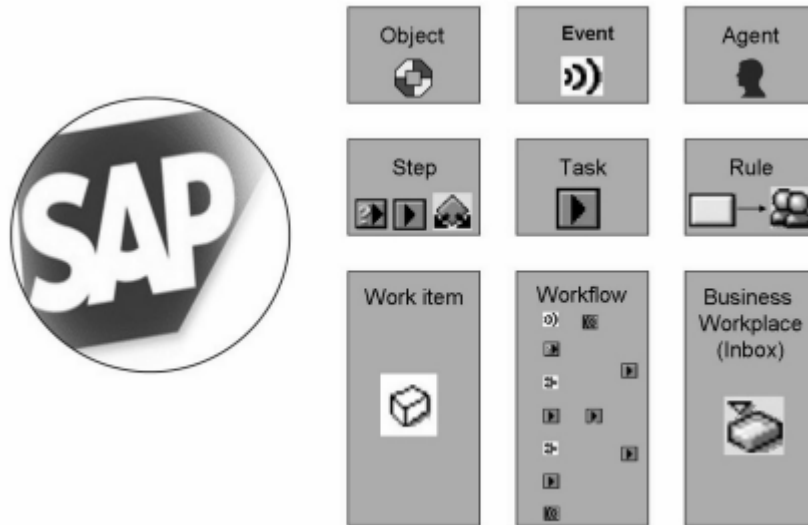 SAP
Object
Event
Agent
Step
Task
Rule
Work item
Workflow
Business
Workplace
(Inbox)